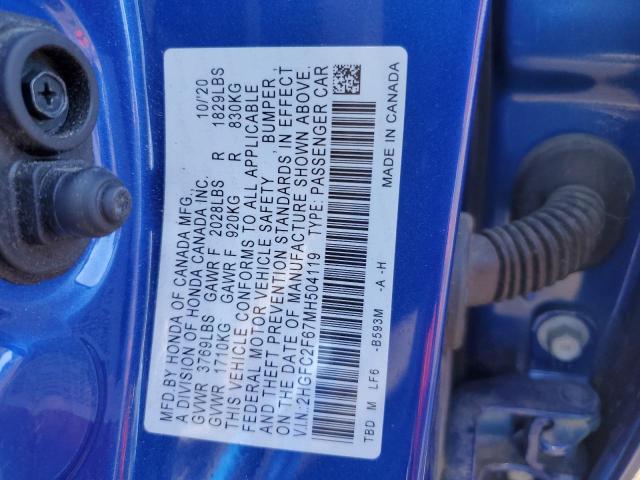 MFD.BY HONDA OF CANADA MFG., 10/'20
A DIVISION OF HONDA CANADA INC.
GVWR 3769LBS GAWR F 2028LBS R 1829LBS
GVWR 1710KG GAWR F 920KG R 830KG
THIS VEHICLE CONFORMS TO ALL APPLICABLE
FEDERAL MOTOR VEHICLE SAFETY BUMPER
AND THEFT PREVENTION STANDARDS IN EFFECT
ON THE DATE OF MANUFACTURE SHOWN ABOVE.
V.I.N.:2HGFC2F67MH504119 TYPE: PASSENGER CAR
TBD M LF6 -B593M -A -H MADE IN CANADA